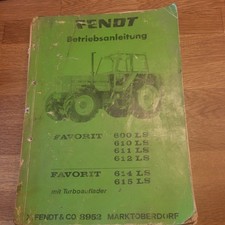 FENDT
Betriebsanleitung
FAVORIT 600 LS
610 LS
611 LS
612 LS
FAVORIT 614 LS
615 LS
mit Turbolader
FENDT & CO 8952 MARKTOBERDORF